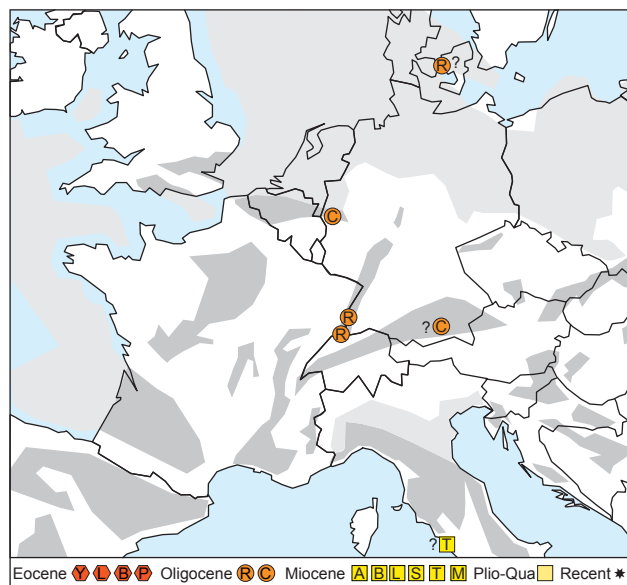 R ?
C
R
R
? C
? T
Eocene Y L B P Oligocene R C Miocene A B L S T M Plio-Qua Recent